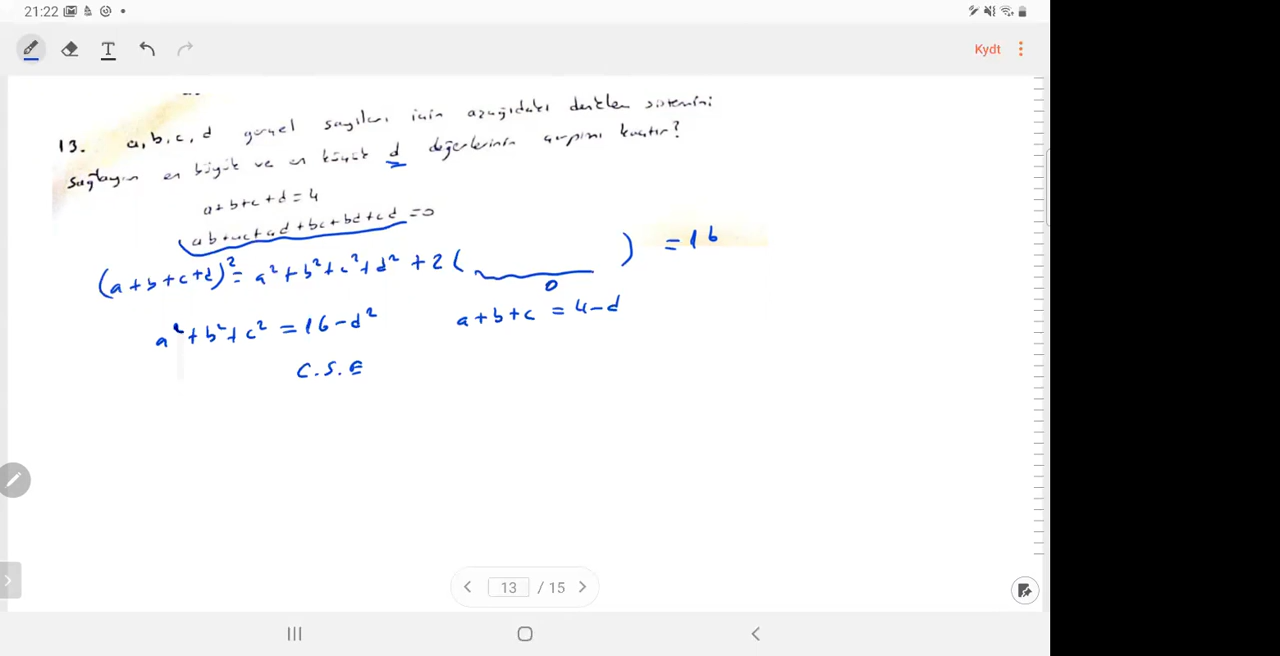 21:22
Kydt
13. a, b, c, d gerçel sayıları için aşağıdaki denklem sistemini
sağlayan en büyük ve en küçük d değerlerinin çarpımı kaçtır?
a+b+c+d=4
ab+ac+ad+bc+bd+cd=0
(a+b+c+d)²=a²+b²+c²+d²+2( 0 ) =16
a²+b²+c²=16-d² a+b+c=4-d
C.S.E
13 / 15